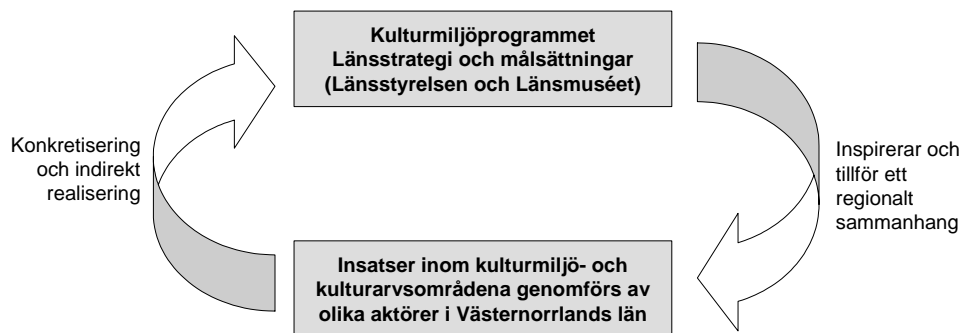 Kulturmiljöprogrammet
Länsstrategi och målsättningar
(Länsstyrelsen och Länsmuséet)
Konkretisering
och indirekt
realisering
Inspirerar och
tillför ett
regionalt
sammanhang
Insatser inom kulturmiljö- och
kulturarvsområdena genomförs av
olika aktörer i Västernorrlands län